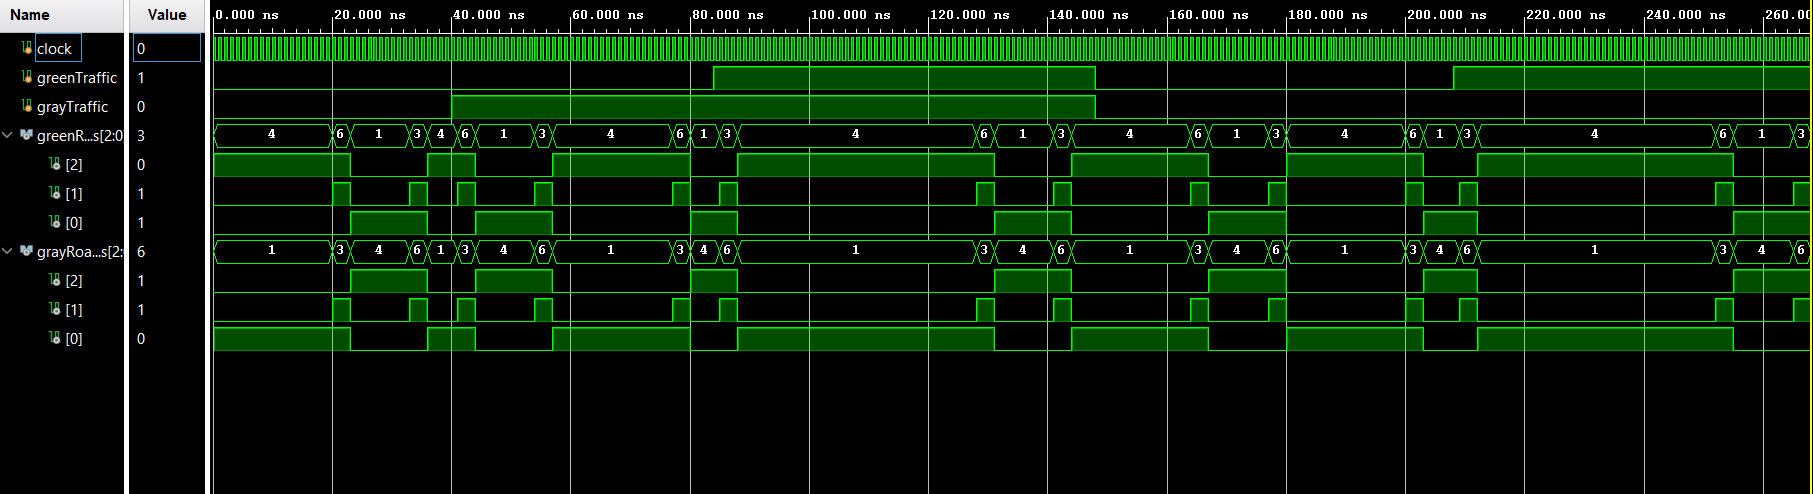 Name Value 0.000 ns 20.000 ns 40.000 ns 60.000 ns 80.000 ns 100.000 ns 120.000 ns 140.000 ns 160.000 ns 180.000 ns 200.000 ns 220.000 ns 240.000 ns 260.0
clock 0
greenTraffic 1
grayTraffic 0
greenR...s[2:0 3 4 6 1 3 4 6 1 3 4 6 1 3 4 6 1 3 4 6 1 3 4 6 1 3 4 6 1 3
[2] 0
[1] 1
[0] 1
grayRoa...s[2: 6 1 3 4 6 1 3 4 6 1 3 4 6 1 3 4 6 1 3 4 6 1 3 4 6 1 3 4 6
[2] 1
[1] 1
[0] 0